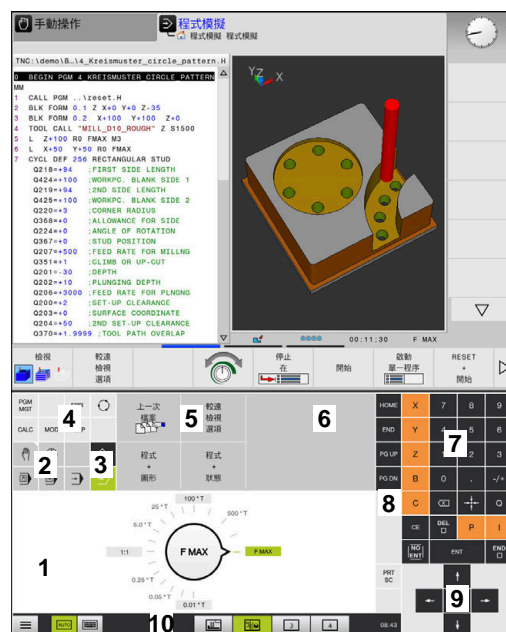 手動操作
程式模擬
程式模擬 程式模擬
TNC:\demo\B…\4_Kreismuster_circle_pattern.H
0 BEGIN PGM 4 KREISMUSTER_CIRCLE_PATTERN
MM
1 CALL PGM ..\reset.H
2 BLK FORM 0.1 Z X+0 Y+0 Z-35
3 BLK FORM 0.2 X+100 Y+100 Z+0
4 TOOL CALL "MILL_D10_ROUGH" Z S1500
5 L Z+100 R0 FMAX M3
6 L X+50 Y+50 R0 FMAX
7 CYCL DEF 256 RECTANGULAR STUD
Q218=+94 ;FIRST SIDE LENGTH
Q424=+100 ;WORKPC. BLANK SIDE 1
Q219=+94 ;2ND SIDE LENGTH
Q425=+100 ;WORKPC. BLANK SIDE 2
Q220=+3 ;CORNER RADIUS
Q368=+0 ;ALLOWANCE FOR SIDE
Q224=+0 ;ANGLE OF ROTATION
Q367=+0 ;STUD POSITION
Q207=+500 ;FEED RATE FOR MILLNG
Q351=+1 ;CLIMB OR UP-CUT
Q201=-30 ;DEPTH
Q202=+10 ;PLUNGING DEPTH
Q206=+3000 ;FEED RATE FOR PLNGNG
Q200=+2 ;SET-UP CLEARANCE
Q203=+0 ;SURFACE COORDINATE
Q204=+50 ;2ND SET-UP CLEARANCE
Q370=+1.9999 ;TOOL PATH OVERLAP
YZ X
00:11:30 F MAX
檢視
較遠 檢視 選項
停止 在
開始
啟動 單一程序
RESET + 開始
PGM MGT
CALC MOD
上一次 檔案
較遠 檢視 選項
程式 + 圖形
程式 + 狀態
1
2
3
4
5
6
7
8
9
10
100°T
25°T
500°T
5.0°T
1:1
F MAX
F MAX
0.25°T
0.05°T
0.01°T
HOME X 7 8 9
END Y 5 6
PG UP Z 2 3
PG DN B 0 . -/+
C Q
CE DEL P I
NO ENT ENT END
PRT SC
AUTO
3 4
08:43